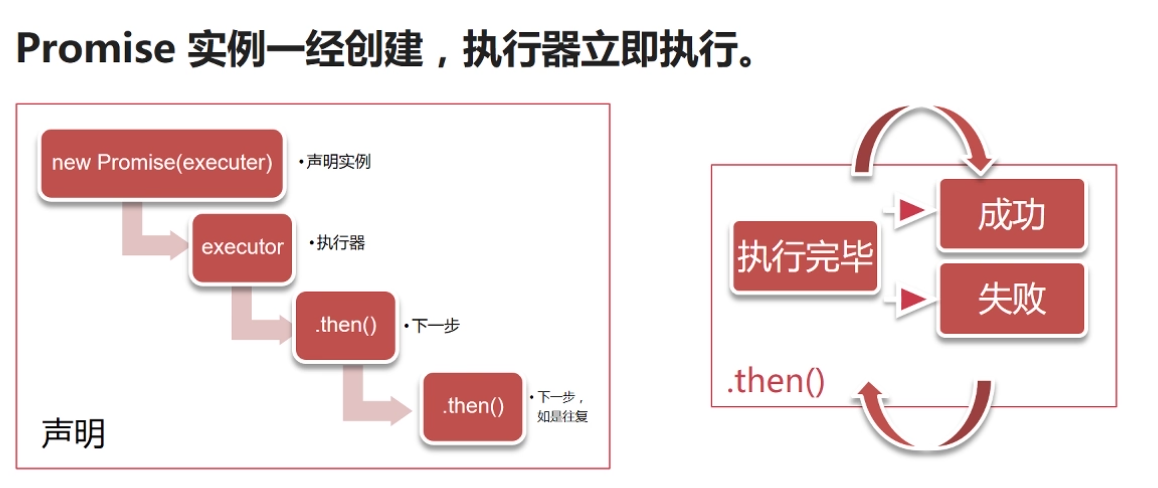 Promise 实例一经创建，执行器立即执行。
new Promise(executer)
•声明实例
executor
•执行器
.then()
•下一步
.then()
•下一步，
如是往复
声明
执行完毕
成功
失败
.then()